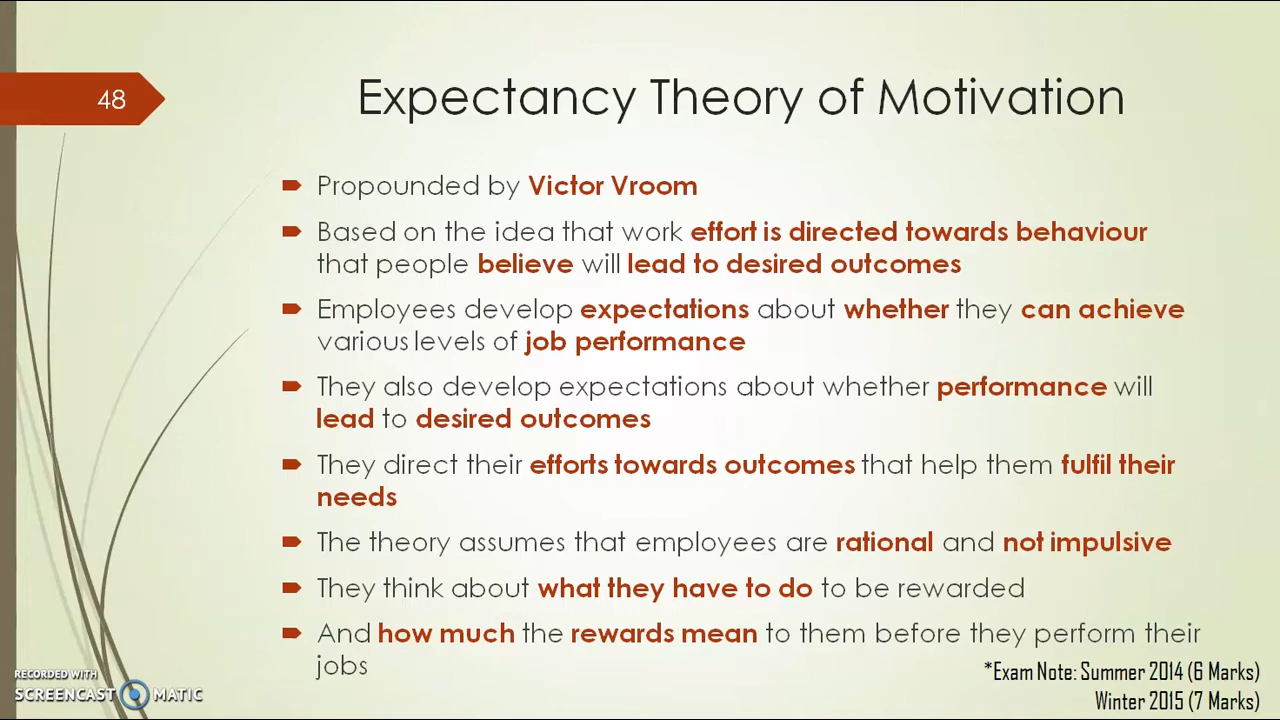 48
Expectancy Theory of Motivation
Propounded by Victor Vroom
Based on the idea that work effort is directed towards behaviour
that people believe will lead to desired outcomes
Employees develop expectations about whether they can achieve
various levels of job performance
They also develop expectations about whether performance will
lead to desired outcomes
They direct their efforts towards outcomes that help them fulfil their
needs
The theory assumes that employees are rational and not impulsive
They think about what they have to do to be rewarded
And how much the rewards mean to them before they perform their
jobs
*Exam Note: Summer 2014 (6 Marks)
Winter 2015 (7 Marks)
RECORDED WITH
SCREENCAST MATIC